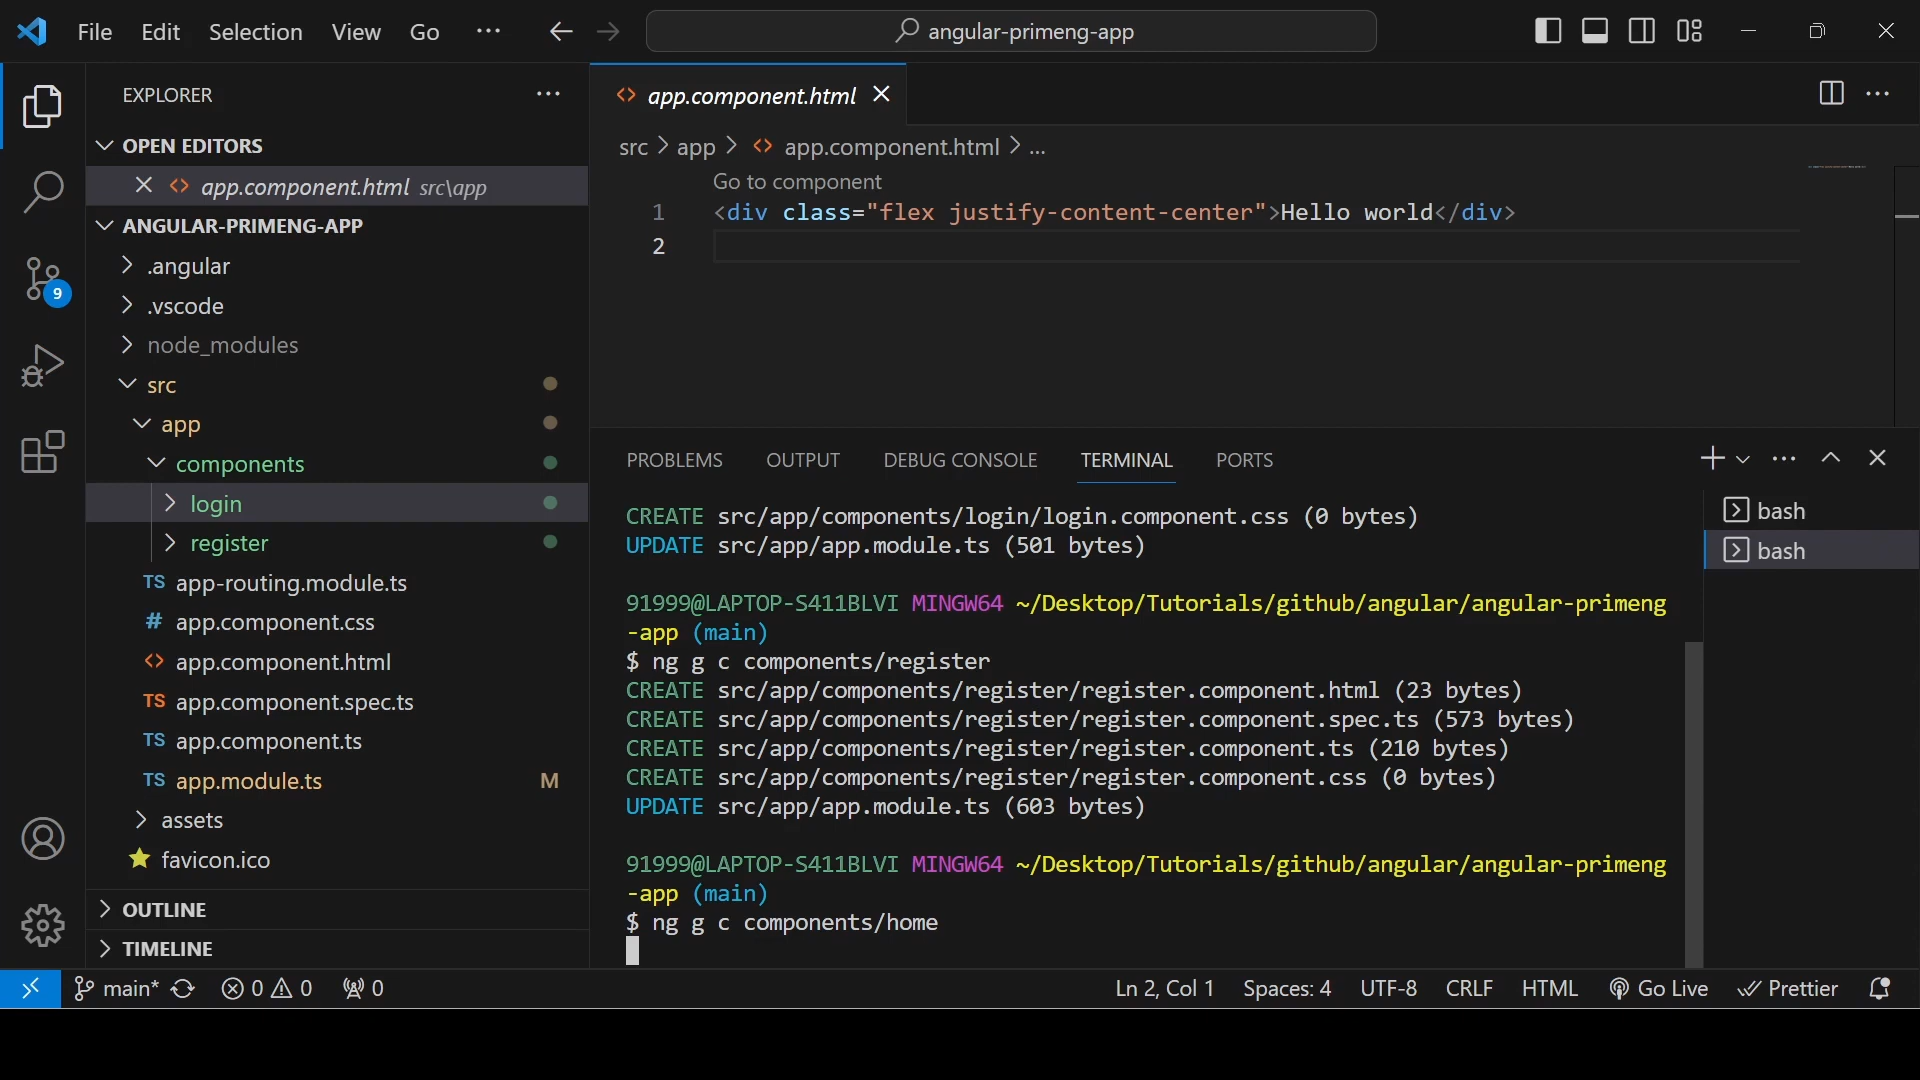 File Edit Selection View Go ··· angular-primeng-app
EXPLORER ···
OPEN EDITORS
app.component.html src\app
ANGULAR-PRIMENG-APP
.angular
.vscode
node_modules
src
app
components
login
register
TS app-routing.module.ts
# app.component.css
<> app.component.html
TS app.component.spec.ts
TS app.component.ts
TS app.module.ts M
assets
favicon.ico
OUTLINE
TIMELINE
9
<> app.component.html
src > app > <> app.component.html > ...
Go to component
1 <div class="flex justify-content-center">Hello world</div>
2
PROBLEMS OUTPUT DEBUG CONSOLE TERMINAL PORTS
CREATE src/app/components/login/login.component.css (0 bytes)
UPDATE src/app/app.module.ts (501 bytes)
91999@LAPTOP-S411BLVI MINGW64 ~/Desktop/Tutorials/github/angular/angular-primeng
-app (main)
$ ng g c components/register
CREATE src/app/components/register/register.component.html (23 bytes)
CREATE src/app/components/register/register.component.spec.ts (573 bytes)
CREATE src/app/components/register/register.component.ts (210 bytes)
CREATE src/app/components/register/register.component.css (0 bytes)
UPDATE src/app/app.module.ts (603 bytes)
91999@LAPTOP-S411BLVI MINGW64 ~/Desktop/Tutorials/github/angular/angular-primeng
-app (main)
$ ng g c components/home
bash
bash
main* 0 0 0 Ln 2, Col 1 Spaces: 4 UTF-8 CRLF HTML Go Live Prettier